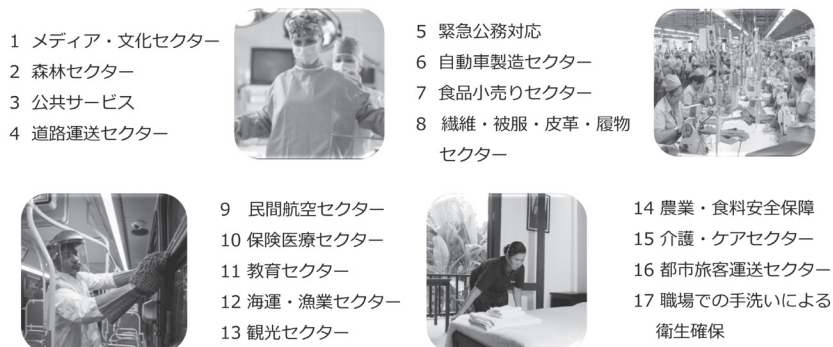 1 メディア・文化セクター
2 森林セクター
3 公共サービス
4 道路運送セクター
5 緊急公務対応
6 自動車製造セクター
7 食品小売りセクター
8 繊維・被服・皮革・履物
セクター
9 民間航空セクター
10 保険医療セクター
11 教育セクター
12 海運・漁業セクター
13 観光セクター
14 農業・食料安全保障
15 介護・ケアセクター
16 都市旅客運送セクター
17 職場での手洗いによる
衛生確保